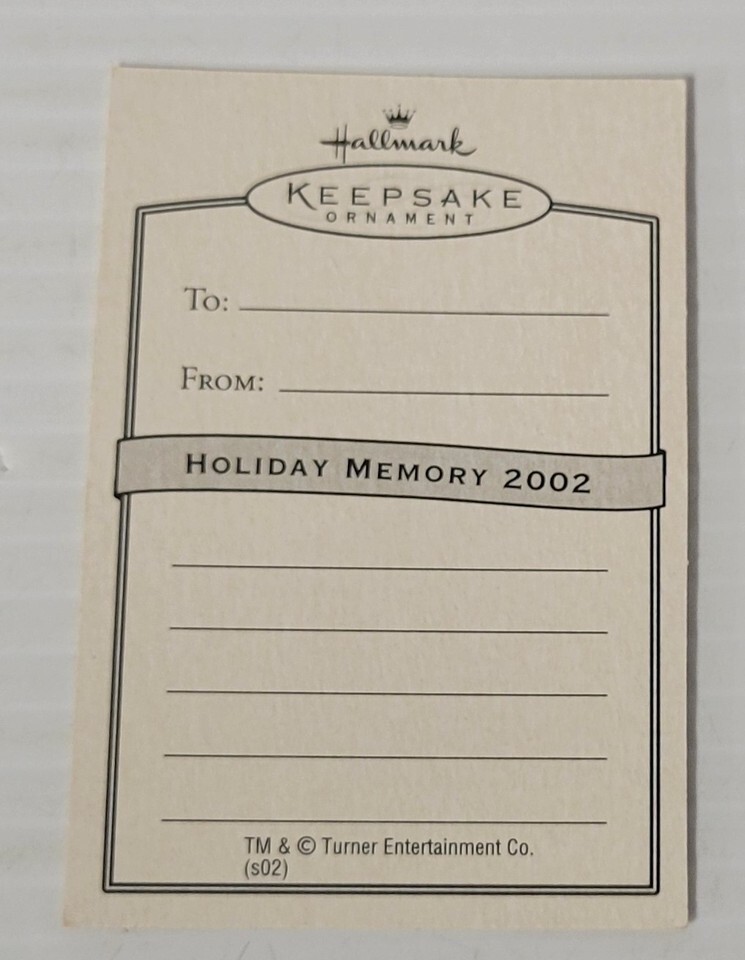 Hallmark
KEEPSAKE
ORNAMENT
TO:
FROM:
HOLIDAY MEMORY 2002
TM & © Turner Entertainment Co.
(s02)